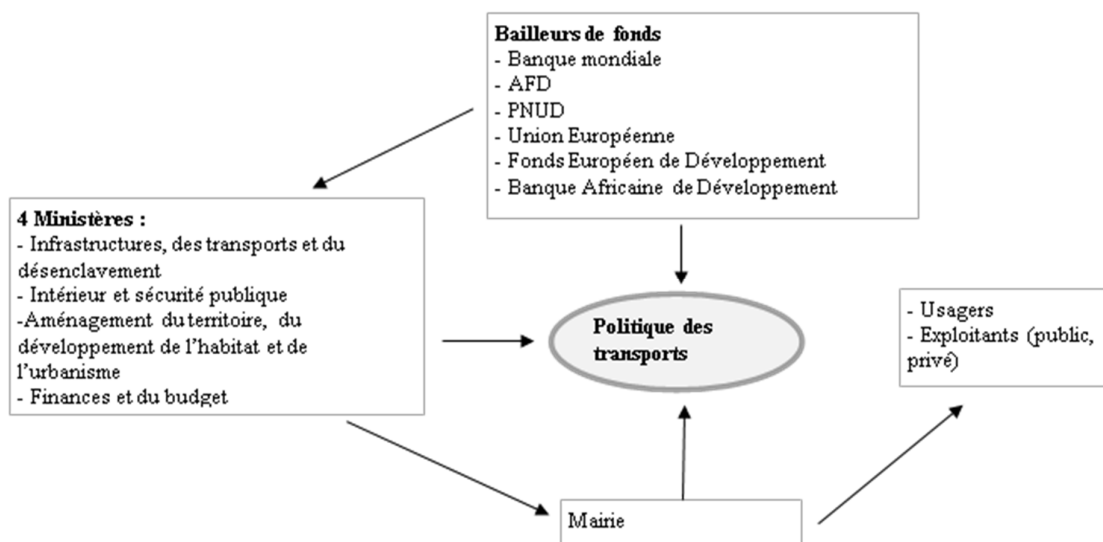 Bailleurs de fonds
- Banque mondiale
- AFD
- PNUD
- Union Européenne
- Fonds Européen de Développement
- Banque Africaine de Développement
4 Ministères :
- Infrastructures, des transports et du
désenclavement
- Intérieur et sécurité publique
-Aménagement du territoire, du
développement de l'habitat et de
l'urbanisme
- Finances et du budget
Politique des
transports
- Usagers
- Exploitants (public,
privé)
Mairie